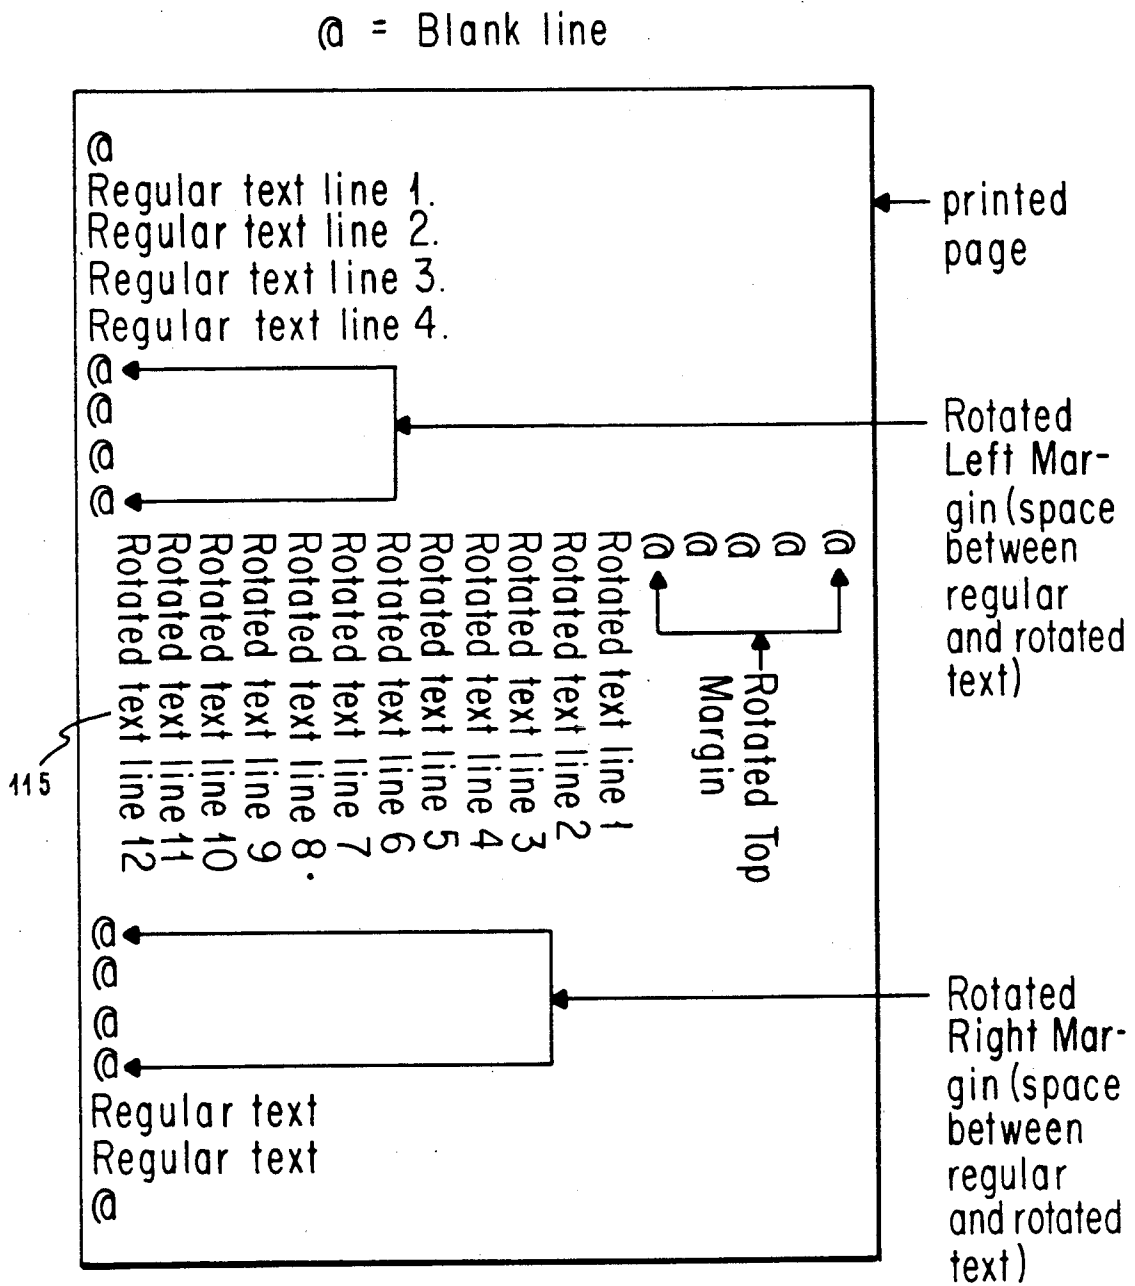 @ = Blank line
@
Regular text line 1.
Regular text line 2.
Regular text line 3.
Regular text line 4.
@
@
@
@
printed
page
Rotated
Left Mar-
gin (space
between
regular
and rotated
text)
@
@
@
@
@
Rotated Top
Margin
Rotated text line 1
Rotated text line 2
Rotated text line 3
Rotated text line 4
Rotated text line 5
Rotated text line 6
Rotated text line 7
Rotated text line 8.
Rotated text line 9
Rotated text line 10
Rotated text line 11
Rotated text line 12
115
@
@
@
@
Regular text
Regular text
@
Rotated
Right Mar-
gin (space
between
regular
and rotated
text)